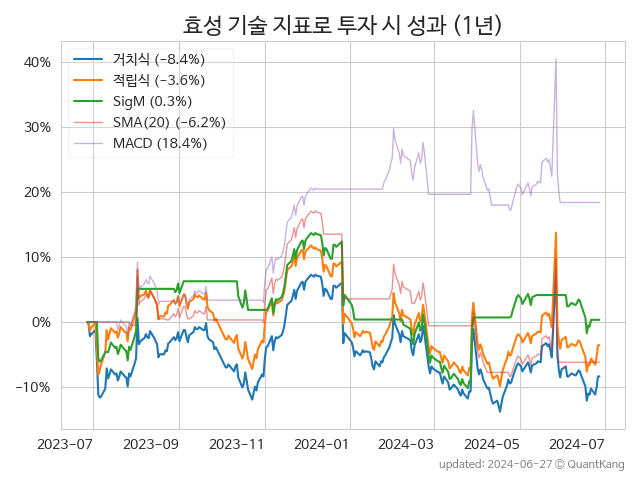 효성 기술 지표로 투자 시 성과 (1년)
거치식 (-8.4%)
적립식 (-3.6%)
SigM (0.3%)
SMA(20) (-6.2%)
MACD (18.4%)
40%
30%
20%
10%
0%
-10%
2023-07 2023-09 2023-11 2024-01 2024-03 2024-05 2024-07
updated: 2024-06-27 © QuantKang